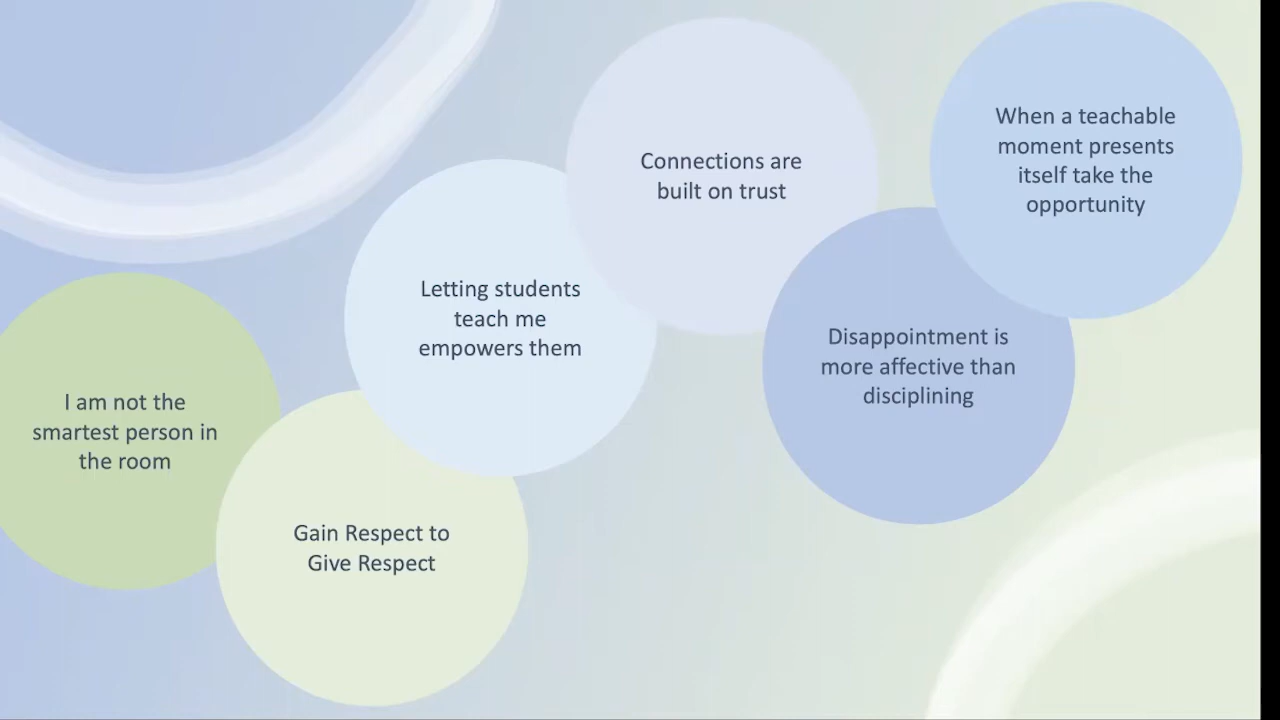 I am not the
smartest person in
the room
Gain Respect to
Give Respect
Letting students
teach me
empowers them
Connections are
built on trust
Disappointment is
more affective than
disciplining
When a teachable
moment presents
itself take the
opportunity